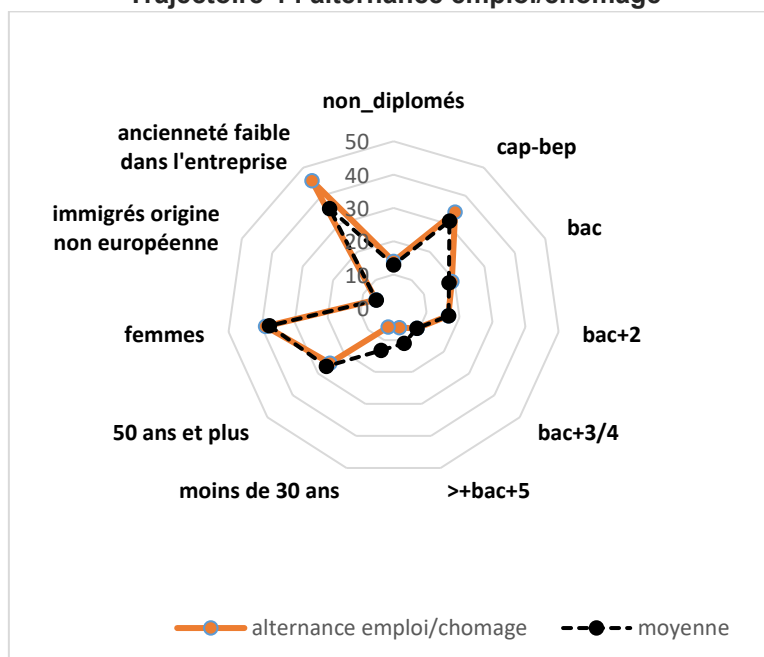 non_diplomés
ancienneté faible
dans l'entreprise
cap-bep
50
40
30
20
10
0
immigrés origine
non européenne
bac
femmes
bac+2
50 ans et plus
bac+3/4
moins de 30 ans
>+bac+5
alternance emploi/chomage
moyenne